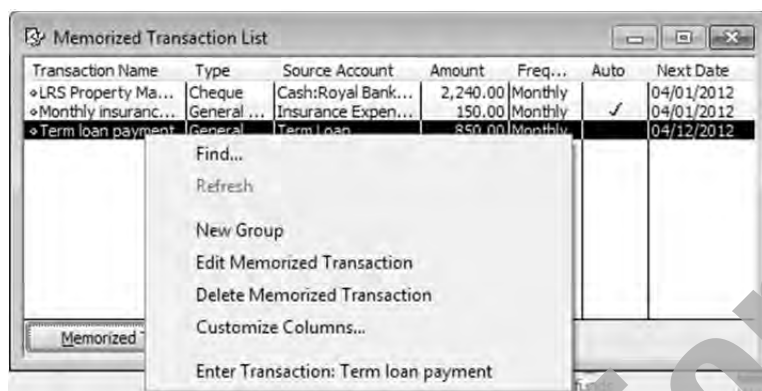 Memorized Transaction List
Transaction Name Type Source Account Amount Freq... Auto Next Date
LRS Property Ma... Cheque Cash:Royal Bank... 2,240.00 Monthly 04/01/2012
Monthly insuranc... General ... Insurance Expen... 150.00 Monthly ✓ 04/01/2012
Term loan payment General Term Loan 850.00 Monthly 04/12/2012
Find...
Refresh
New Group
Edit Memorized Transaction
Delete Memorized Transaction
Customize Columns...
Memorized
Enter Transaction: Term loan payment